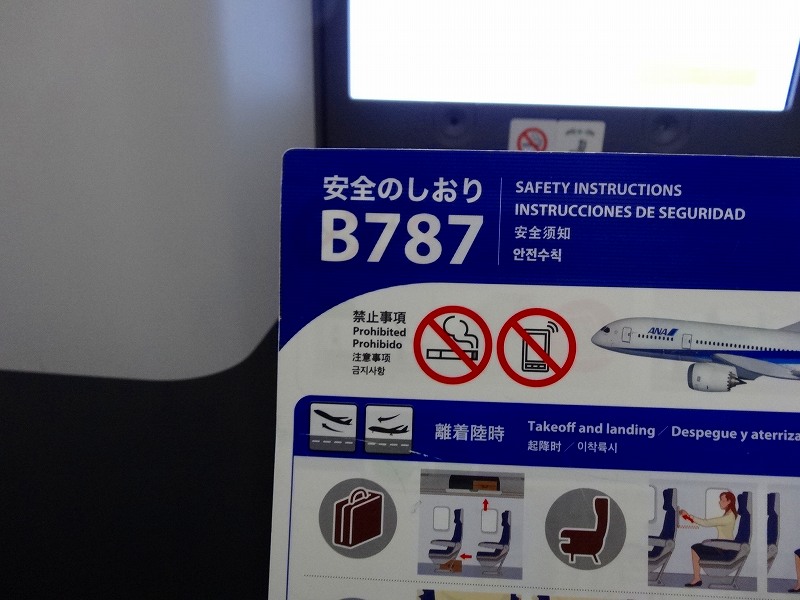 安全のしおり
B787
SAFETY INSTRUCTIONS
INSTRUCCIONES DE SEGURIDAD
安全须知
안전수칙
禁止事項
Prohibited
Prohibido
注意事项
금지사항
ANA
離着陸時
Takeoff and landing / Despegue y aterriza
起降时 / 이착륙시